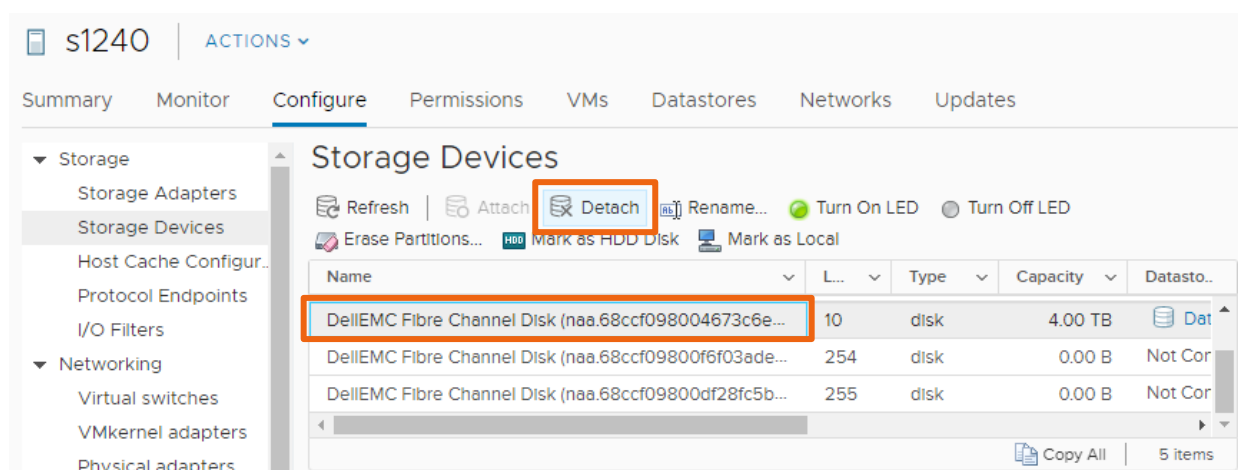 s1240 ACTIONS
Summary Monitor Configure Permissions VMs Datastores Networks Updates
Storage
Storage Adapters
Storage Devices
Host Cache Configur..
Protocol Endpoints
I/O Filters
Networking
Virtual switches
VMkernel adapters
Physical adapters
Storage Devices
Refresh Attach Detach Rename... Turn On LED Turn Off LED
Erase Partitions... HDD Mark as HDD Disk Mark as Local
Name L... Type Capacity Datasto..
DellEMC Fibre Channel Disk (naa.68ccf098004673c6e... 10 disk 4.00 TB Dat
DellEMC Fibre Channel Disk (naa.68ccf09800f6f03ade... 254 disk 0.00 B Not Cor
DellEMC Fibre Channel Disk (naa.68ccf09800df28fc5b... 255 disk 0.00 B Not Cor
Copy All 5 items